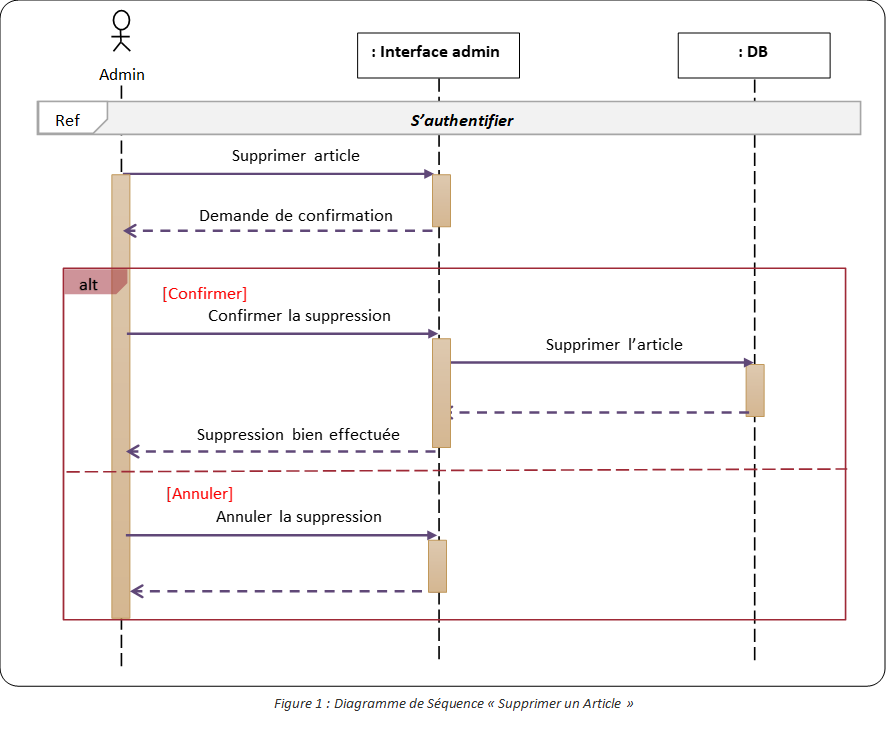 Admin
: Interface admin
: DB
Ref
S’authentifier
Supprimer article
Demande de confirmation
alt
[Confirmer]
Confirmer la suppression
Supprimer l’article
Suppression bien effectuée
[Annuler]
Annuler la suppression
Figure 1 : Diagramme de Séquence « Supprimer un Article »